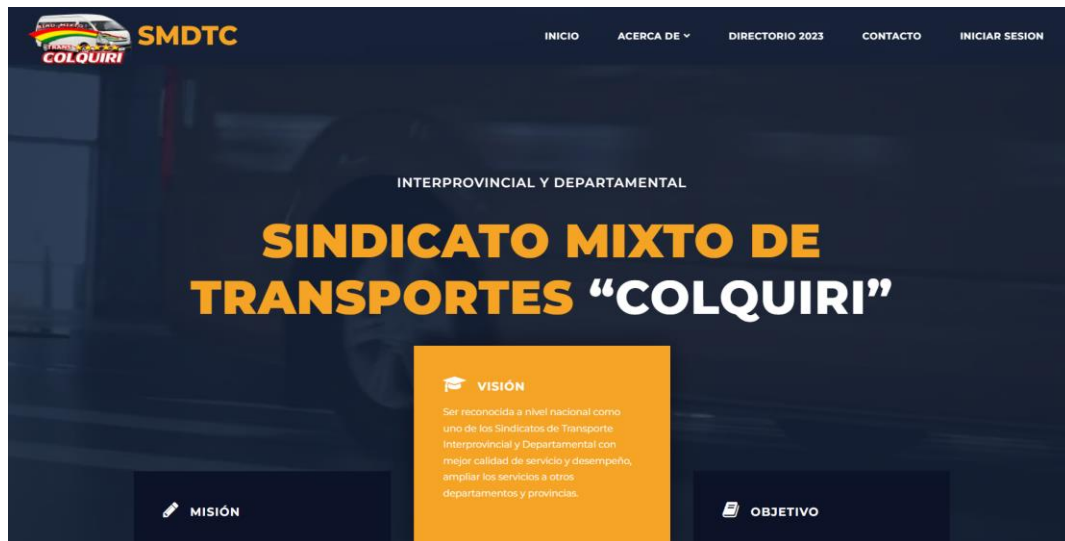 COLQUIRI
SMDTC
INICIO
ACERCA DE
DIRECTORIO 2023
CONTACTO
INICIAR SESION
INTERPROVINCIAL Y DEPARTAMENTAL
SINDICATO MIXTO DE
TRANSPORTES “COLQUIRI”
VISIÓN
Ser reconocida a nivel nacional como
uno de los Sindicatos de Transporte
Interprovincial y Departamental con
mejor calidad de servicio y desempeño,
ampliar los servicios a otros
departamentos y provincias.
MISIÓN
OBJETIVO